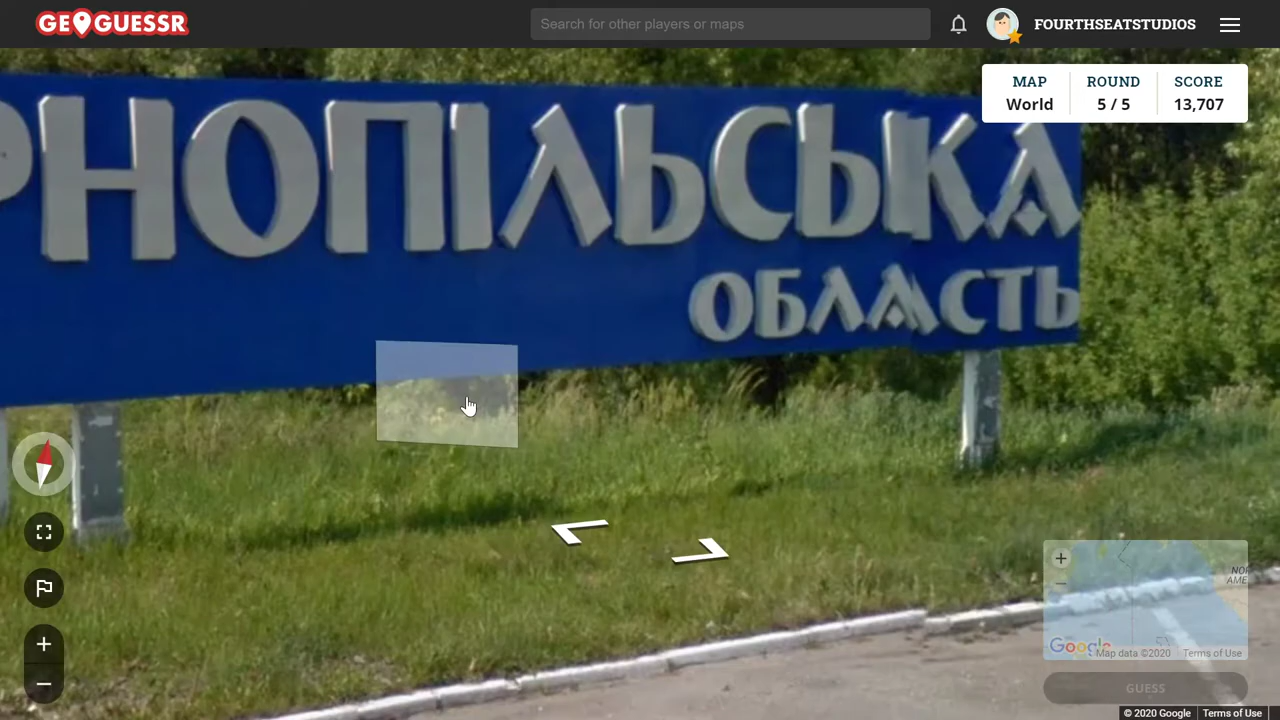 GEOGUESSR
Search for other players or maps
FOURTHSEATSTUDIOS
MAP ROUND SCORE
World 5 / 5 13,707
РНОПІЛЬСЬКА
ОБЛАСТЬ
Google
Map data ©2020 Terms of Use
GUESS
© 2020 Google Terms of Use